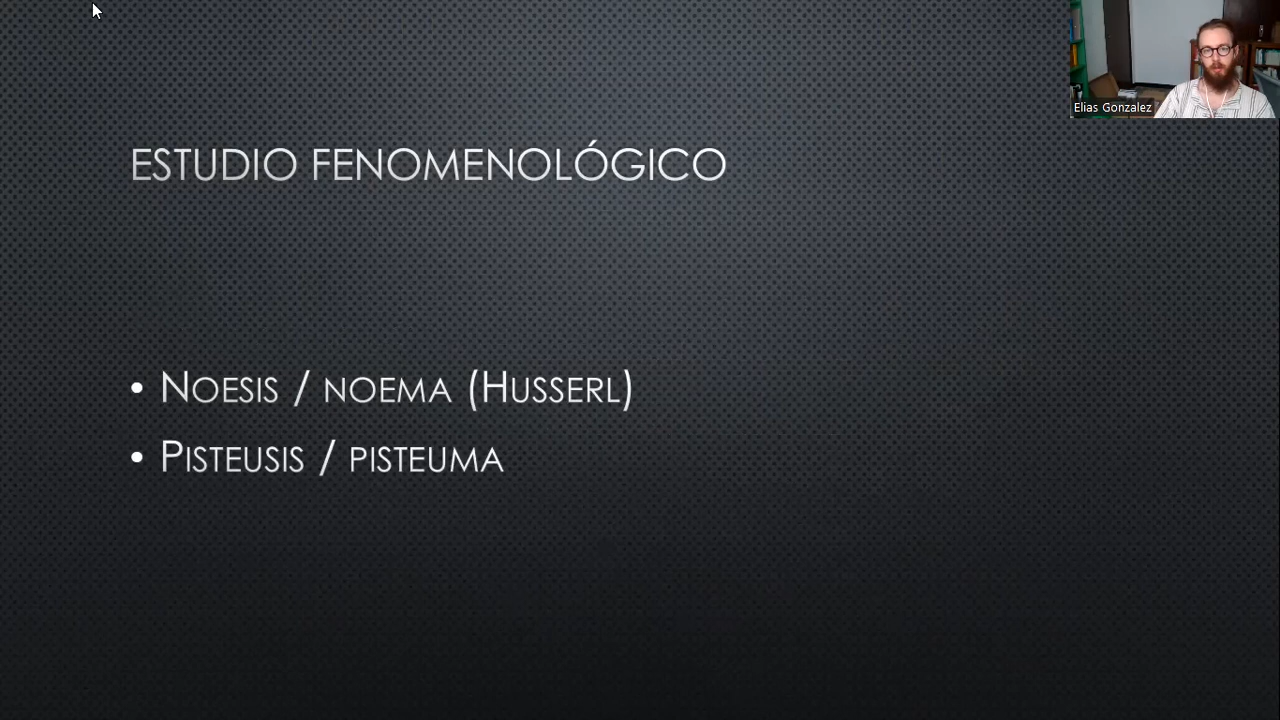 Elias Gonzalez
ESTUDIO FENOMENOLÓGICO
• NOESIS / NOEMA (HUSSERL)
• PISTEUSIS / PISTEUMA